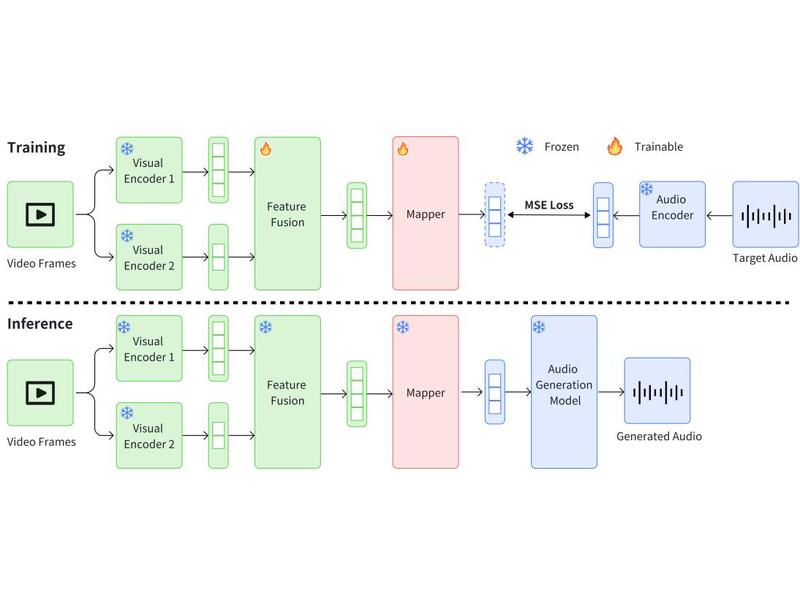 Training
Frozen
Trainable
Visual
Encoder 1
Visual
Encoder 2
Feature
Fusion
Mapper
MSE Loss
Audio
Encoder
Video Frames
Target Audio
Inference
Visual
Encoder 1
Visual
Encoder 2
Feature
Fusion
Mapper
Audio
Generation
Model
Video Frames
Generated Audio